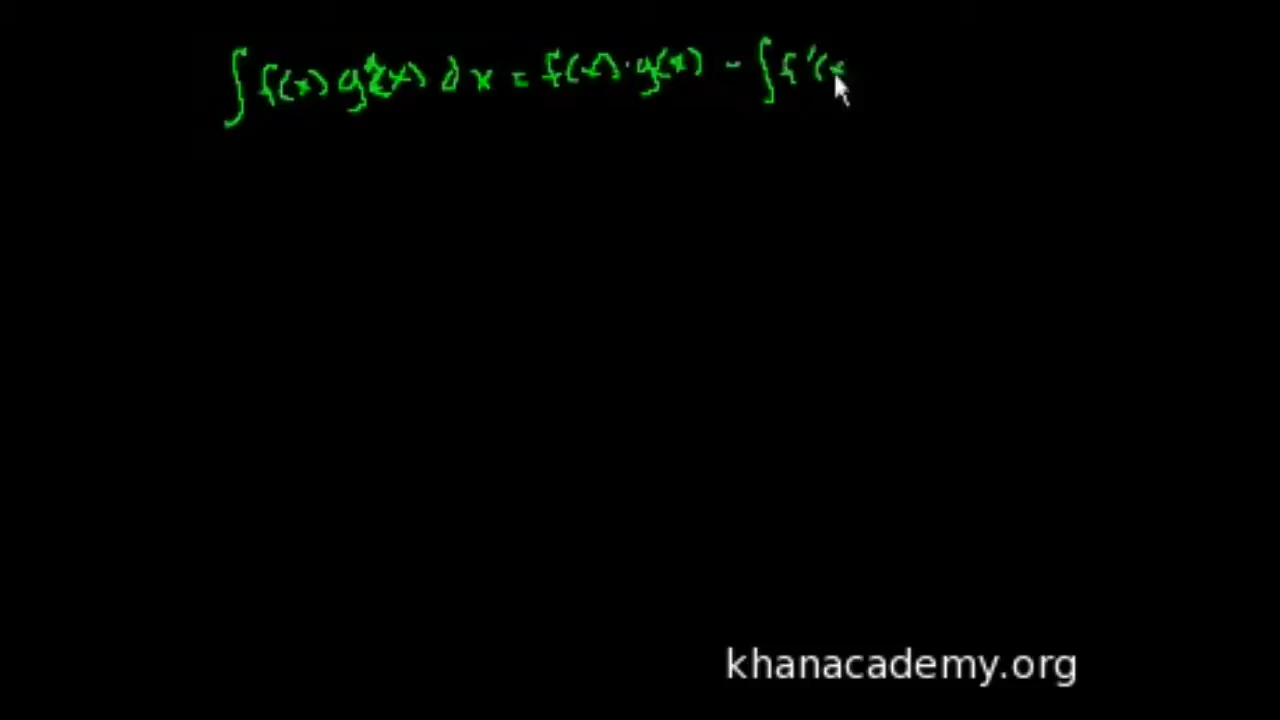 ∫ f(x) g'(x) dx = f(x) · g(x) - ∫ f'(x
khanacademy.org